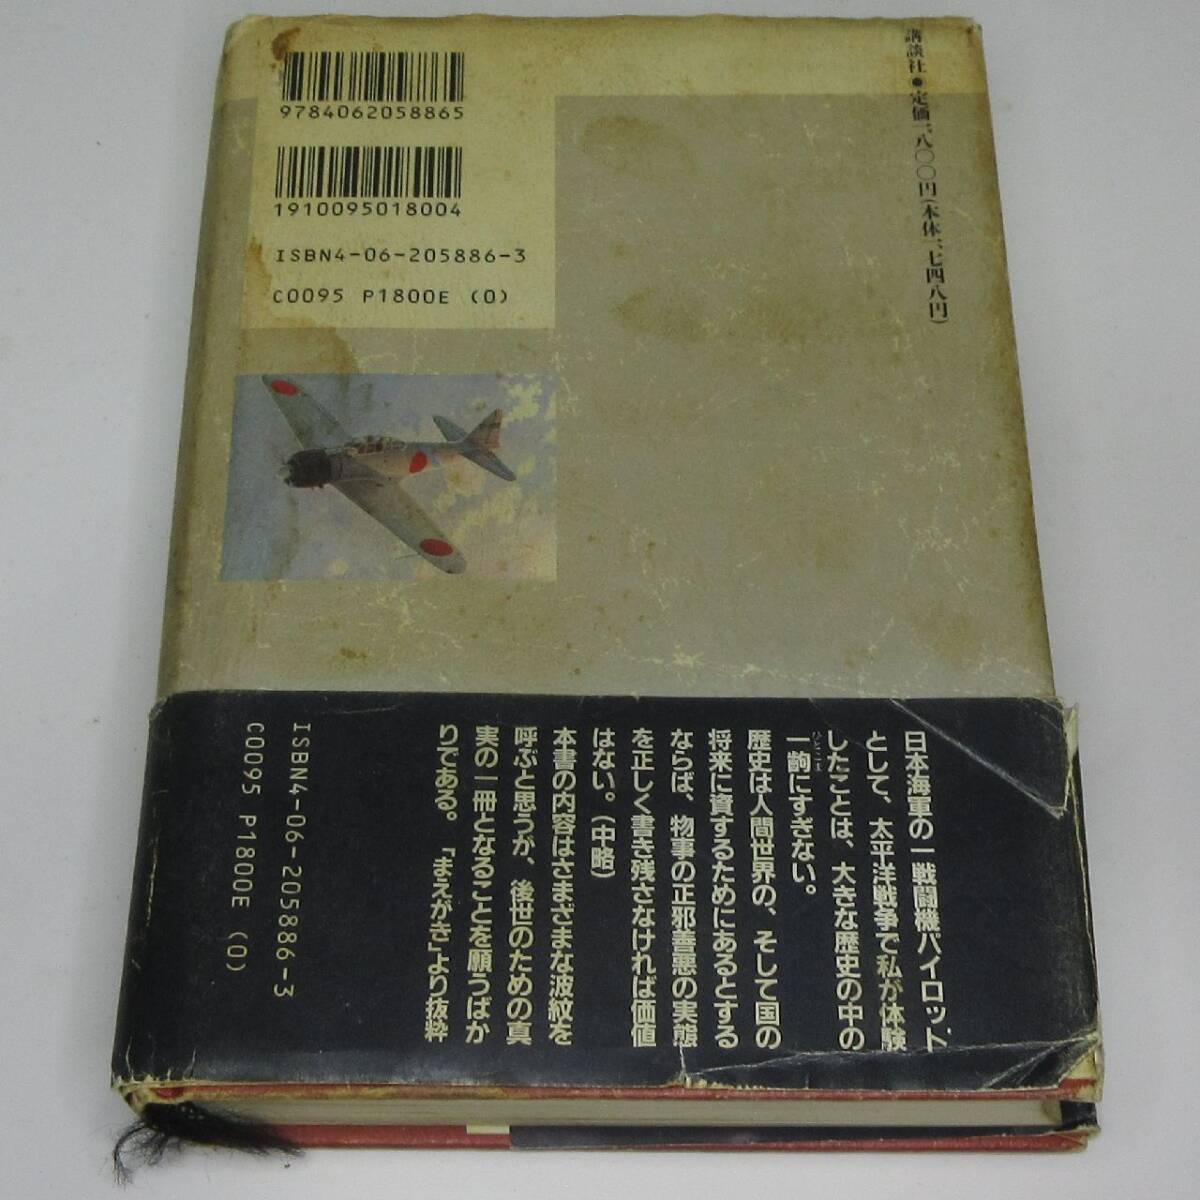 講談社●定価一、八〇〇円(本体一、七四八円)
9784062058865
1910095018004
ISBN4-06-205886-3
C0095 P1800E (0)
日本海軍の一戦闘機パイロット
として、太平洋戦争で私が体験
したことは、大きな歴史の中の
一齣にすぎない。
ひとこま
歴史は人間世界の、そして国の
将来に資するためにあるとする
ならば、物事の正邪善悪の実態
を正しく書き残さなければ価値
はない。(中略)
本書の内容はさまざまな波紋を
呼ぶと思うが、後世のための真
実の一冊となることを願うばか
りである。「まえがき」より抜粋
ISBN4-06-205886-3
C0095 P1800E (0)